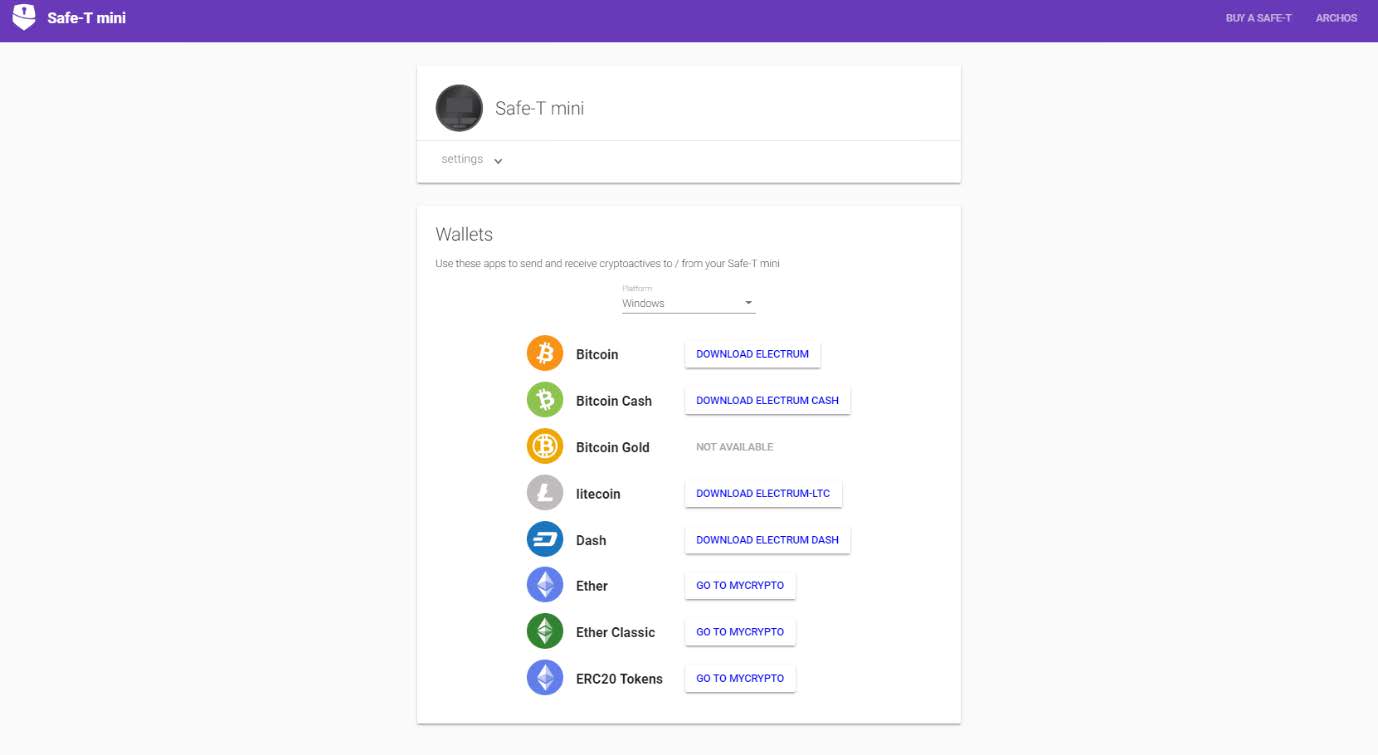 Safe-T mini
BUY A SAFE-T
ARCHOS
Safe-T mini
settings
Wallets
Use these apps to send and receive cryptoactives to / from your Safe-T mini
Platform
Windows
Bitcoin
DOWNLOAD ELECTRUM
Bitcoin Cash
DOWNLOAD ELECTRUM CASH
Bitcoin Gold
NOT AVAILABLE
litecoin
DOWNLOAD ELECTRUM-LTC
Dash
DOWNLOAD ELECTRUM DASH
Ether
GO TO MYCRYPTO
Ether Classic
GO TO MYCRYPTO
ERC20 Tokens
GO TO MYCRYPTO